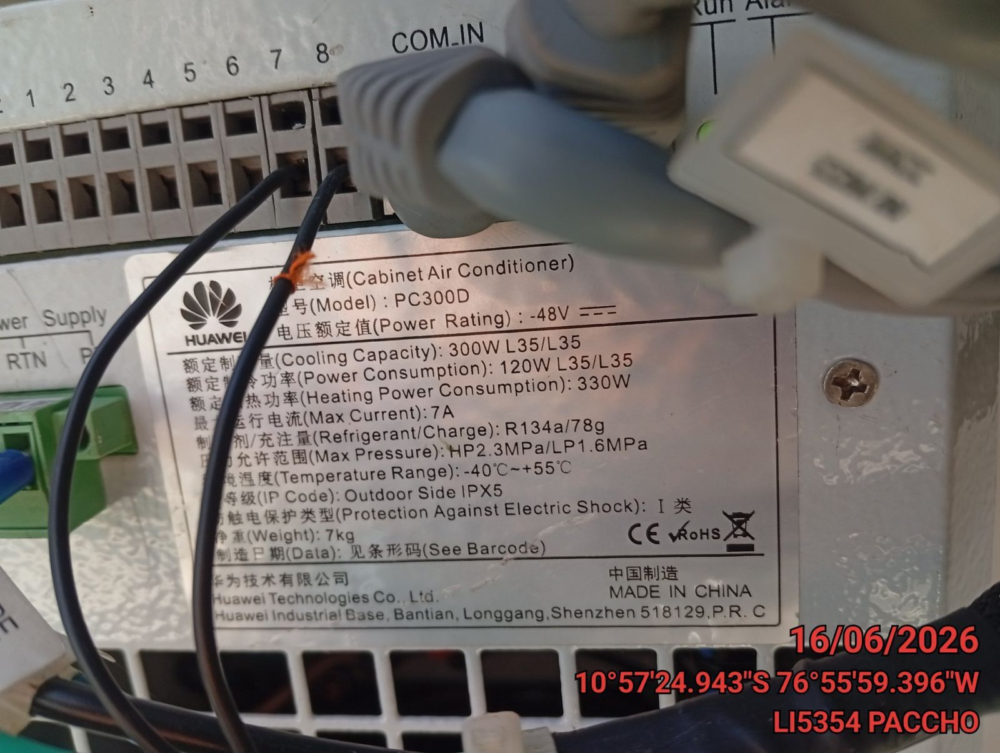 Run Ala
COM_IN
1 2 3 4 5 6 7 8
wer Supply
RTN P
HUAWEI
空调(Cabinet Air Conditioner)
号(Model) : PC300D
电压额定值(Power Rating) : -48V
额定制 量(Cooling Capacity): 300W L35/L35
额定制冷功率(Power Consumption): 120W L35/L35
额定 热功率(Heating Power Consumption): 330W
最 运行电流(Max Current): 7A
制 剂/充注量(Refrigerant/Charge): R134a/78g
允许范围(Max Pressure): HP2.3MPa/LP1.6MPa
境温度(Temperature Range): -40℃~+55℃
等级(IP Code): Outdoor Side IPX5
防触电保护类型(Protection Against Electric Shock): I 类
净重(Weight): 7kg
CE RoHS
制造日期(Data): 见条形码(See Barcode)
华为技术有限公司
Huawei Technologies Co., Ltd.
Huawei Industrial Base, Bantian, Longgang,Shenzhen 518129,P.R. C
中国制造
MADE IN CHINA
16/06/2026
10°57'24.943"S 76°55'59.396"W
LI5354 PACCHO